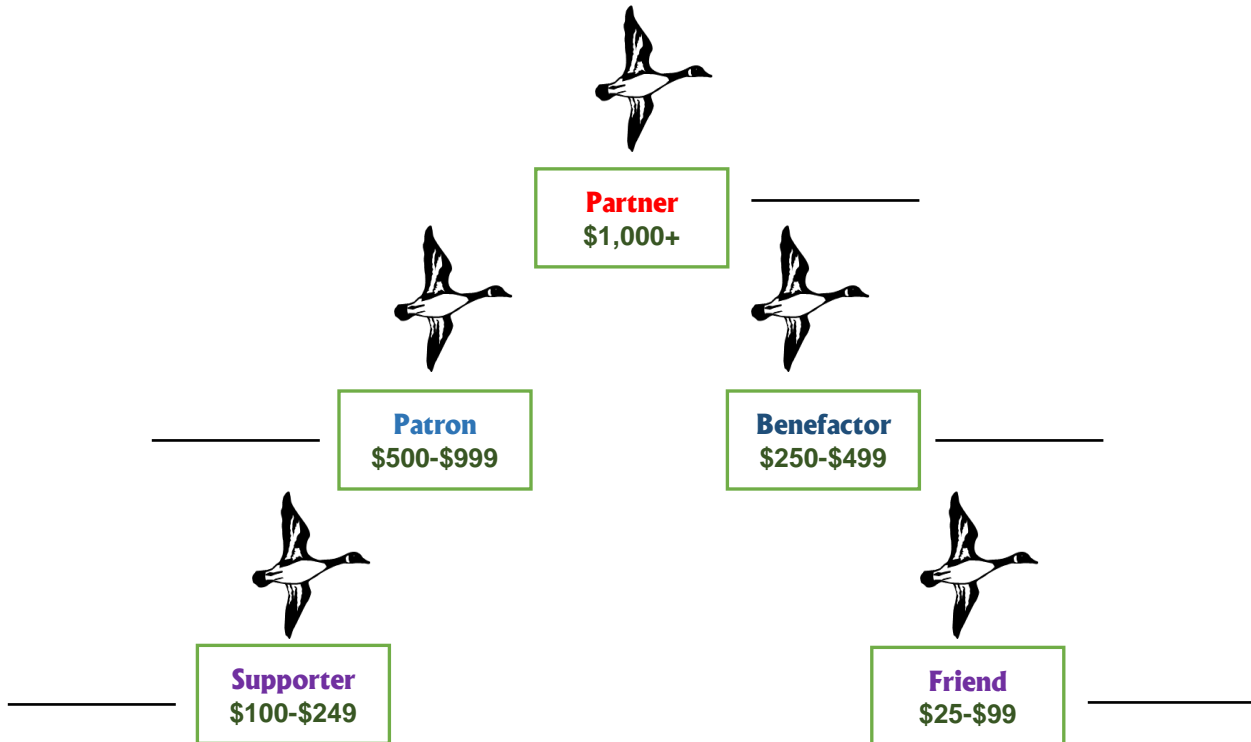 Partner
$1,000+
Patron
$500-$999
Benefactor
$250-$499
Supporter
$100-$249
Friend
$25-$99